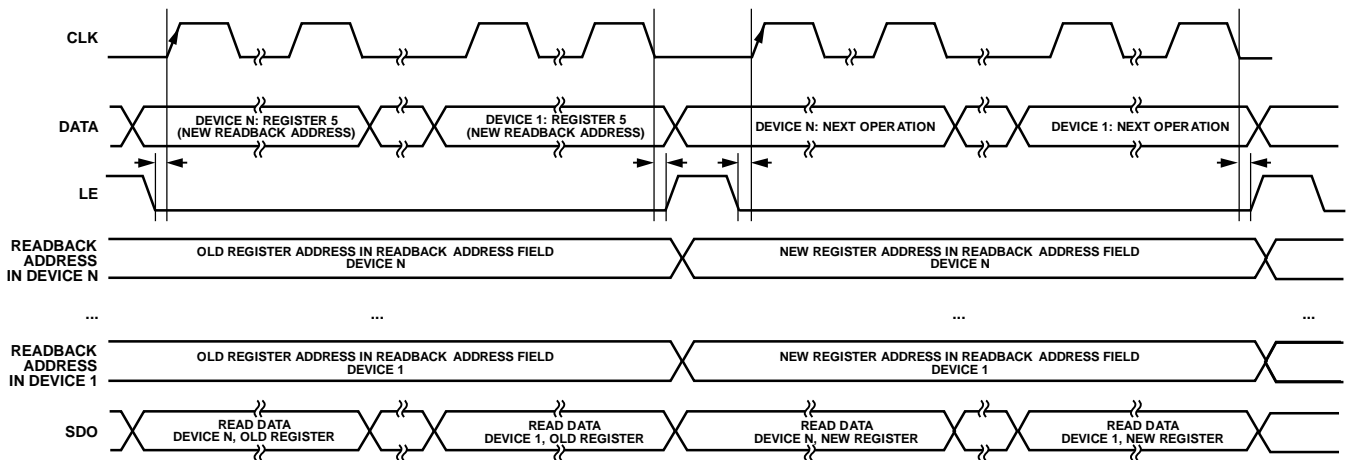 CLK
DATA
DEVICE N: REGISTER 5
(NEW READBACK ADDRESS)
DEVICE 1: REGISTER 5
(NEW READBACK ADDRESS)
DEVICE N: NEXT OPERATION
DEVICE 1: NEXT OPERATION
LE
READBACK
ADDRESS
IN DEVICE N
OLD REGISTER ADDRESS IN READBACK ADDRESS FIELD
DEVICE N
NEW REGISTER ADDRESS IN READBACK ADDRESS FIELD
DEVICE N
...
...
...
...
READBACK
ADDRESS
IN DEVICE 1
OLD REGISTER ADDRESS IN READBACK ADDRESS FIELD
DEVICE 1
NEW REGISTER ADDRESS IN READBACK ADDRESS FIELD
DEVICE 1
SDO
READ DATA
DEVICE N, OLD REGISTER
READ DATA
DEVICE 1, OLD REGISTER
READ DATA
DEVICE N, NEW REGISTER
READ DATA
DEVICE 1, NEW REGISTER